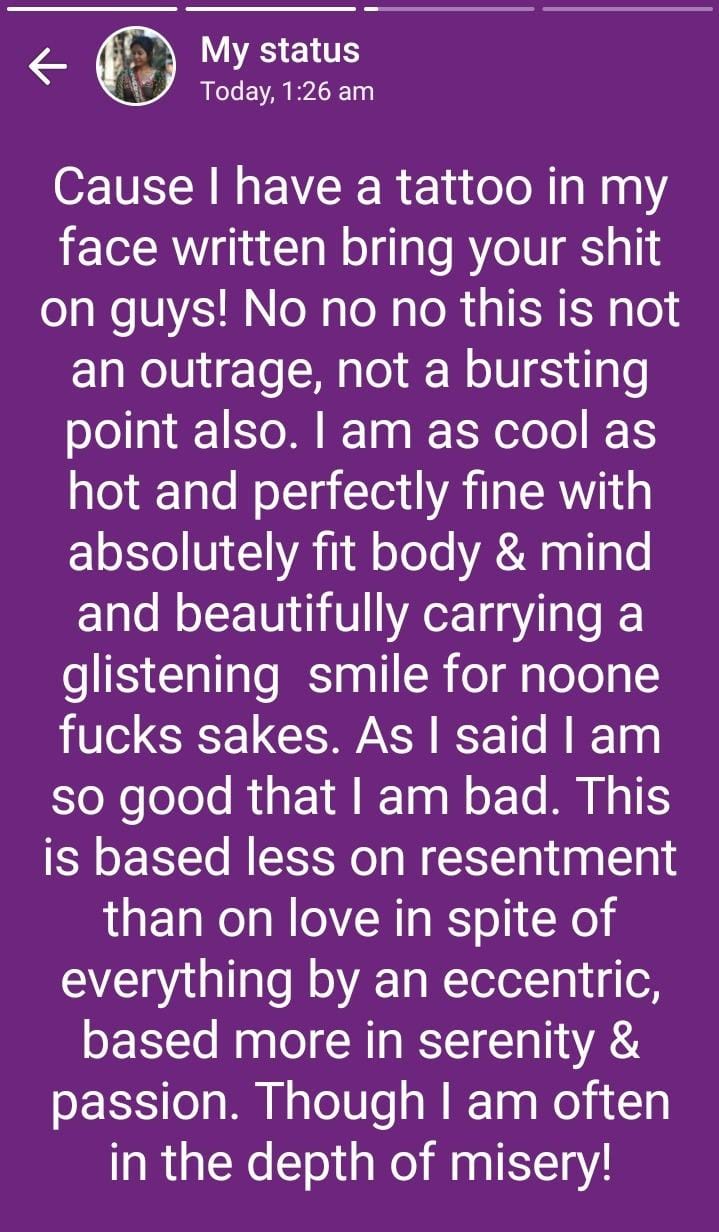 My status
Today, 1:26 am
Cause I have a tattoo in my
face written bring your shit
on guys! No no no this is not
an outrage, not a bursting
point also. I am as cool as
hot and perfectly fine with
absolutely fit body & mind
and beautifully carrying a
glistening  smile for noone
fucks sakes. As I said I am
so good that I am bad. This
is based less on resentment
than on love in spite of
everything by an eccentric,
based more in serenity &
passion. Though I am often
in the depth of misery!